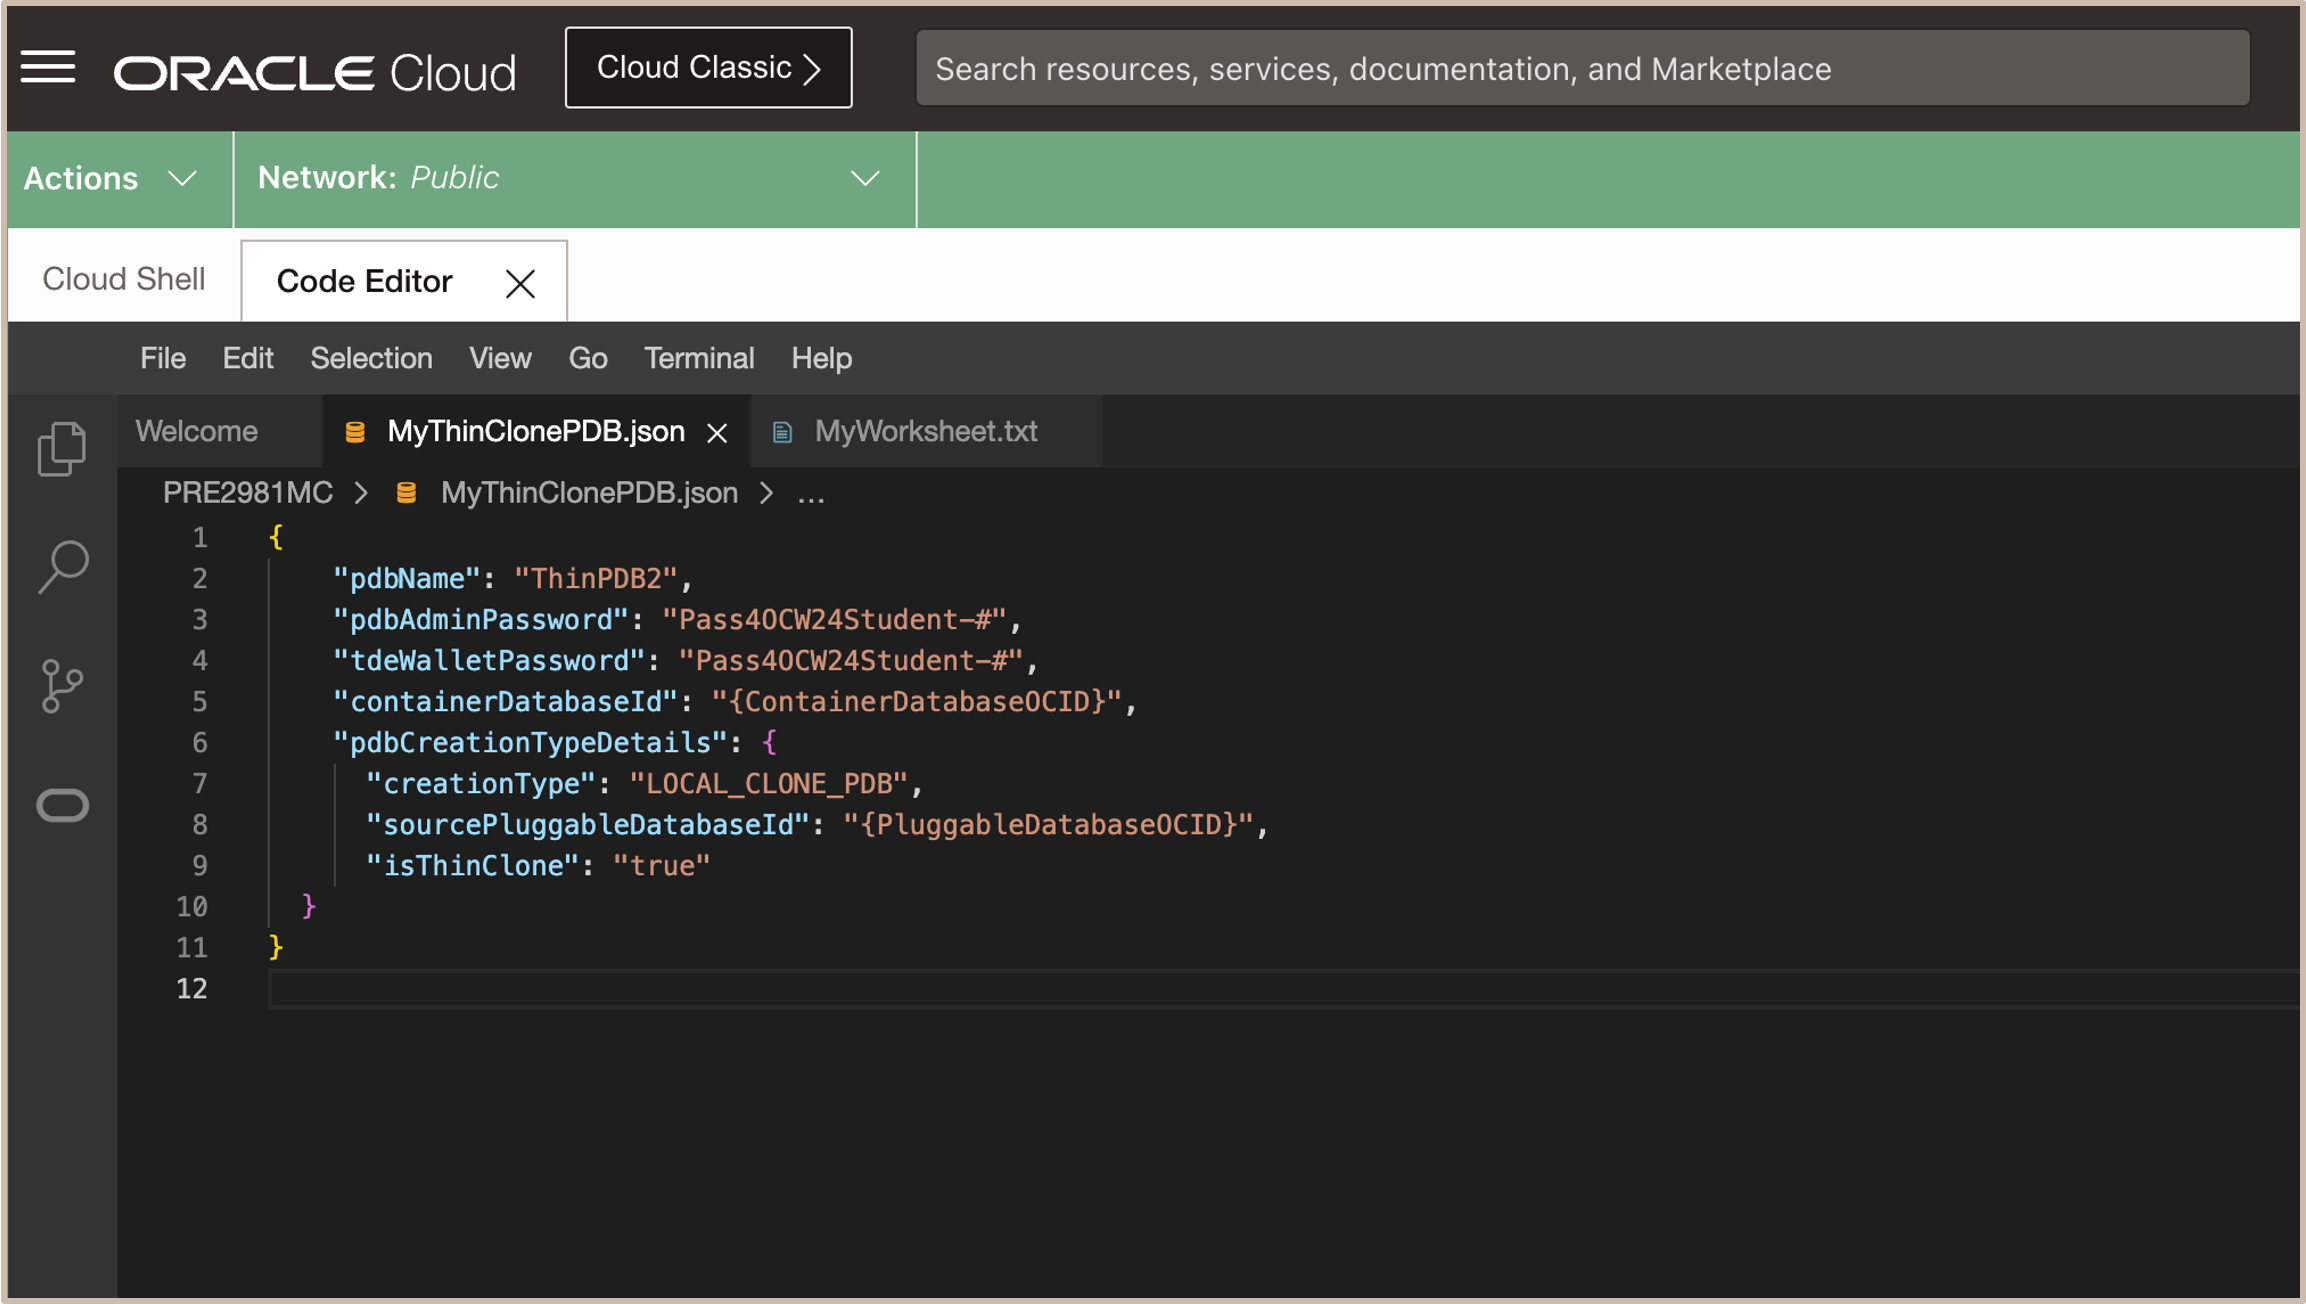 ORACLE Cloud
Cloud Classic
Search resources, services, documentation, and Marketplace
Actions
Network: Public
Cloud Shell
Code Editor
File Edit Selection View Go Terminal Help
Welcome
MyThinClonePDB.json
MyWorksheet.txt
PRE2981MC > MyThinClonePDB.json > ...
1 {
2 "pdbName": "ThinPDB2",
3 "pdbAdminPassword": "Pass4OCW24Student-#",
4 "tdeWalletPassword": "Pass4OCW24Student-#",
5 "containerDatabaseId": "{ContainerDatabaseOCID}",
6 "pdbCreationTypeDetails": {
7 "creationType": "LOCAL_CLONE_PDB",
8 "sourcePluggableDatabaseId": "{PluggableDatabaseOCID}",
9 "isThinClone": "true"
10 }
11 }
12